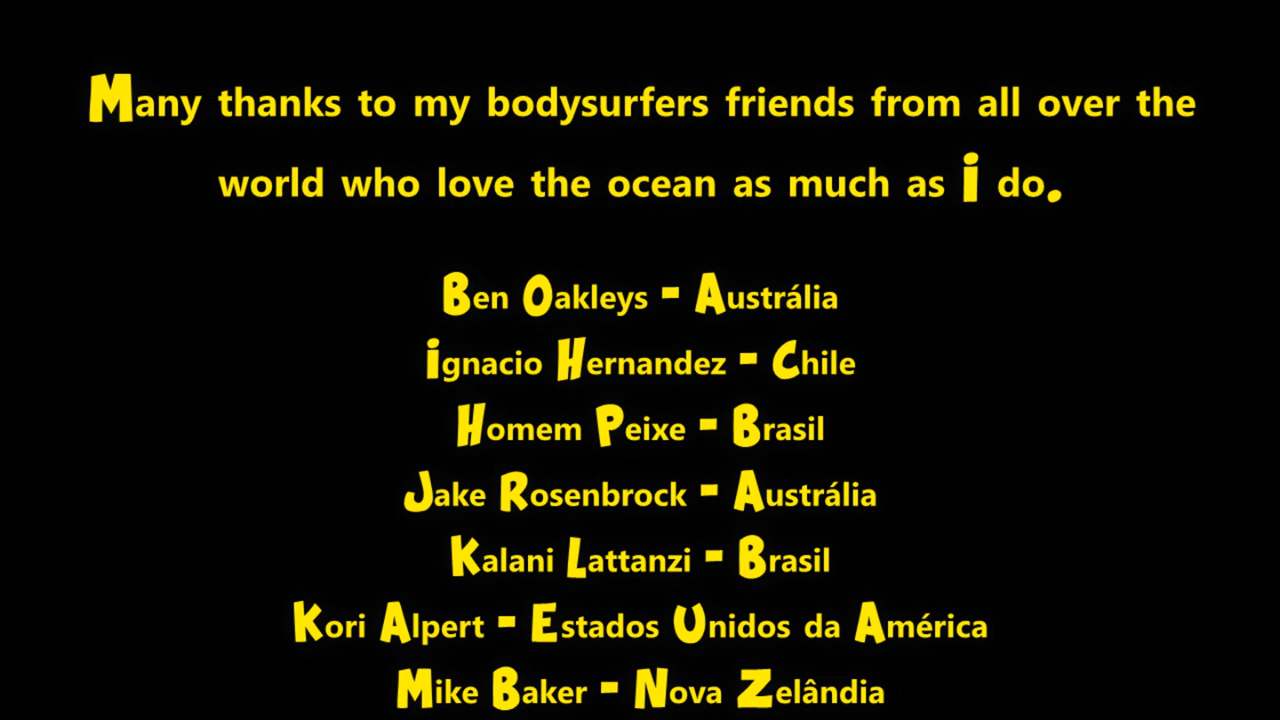 Many thanks to my bodysurfers friends from all over the
world who love the ocean as much as i do.
Ben Oakleys - Austrália
ignacio Hernandez - Chile
Homem Peixe - Brasil
Jake Rosenbrock - Austrália
Kalani Lattanzi - Brasil
Kori Alpert - Estados Unidos da América
Mike Baker - Nova Zelândia